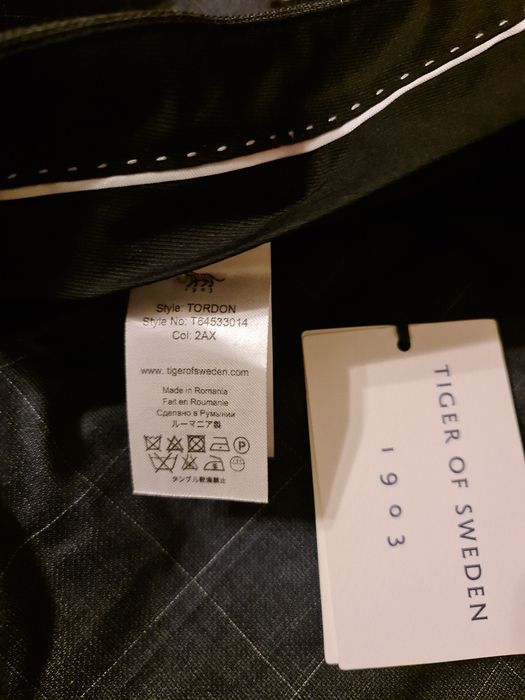 1903
Style: TORDON
Style No: T64533014
Col: 2AX
www. tigerofsweden.com
Made in Romania
Fait en Roumanie
Сделано в Румынии
ルーマニア製
P
タンブル乾燥禁止
TIGER OF SWEDEN
1903